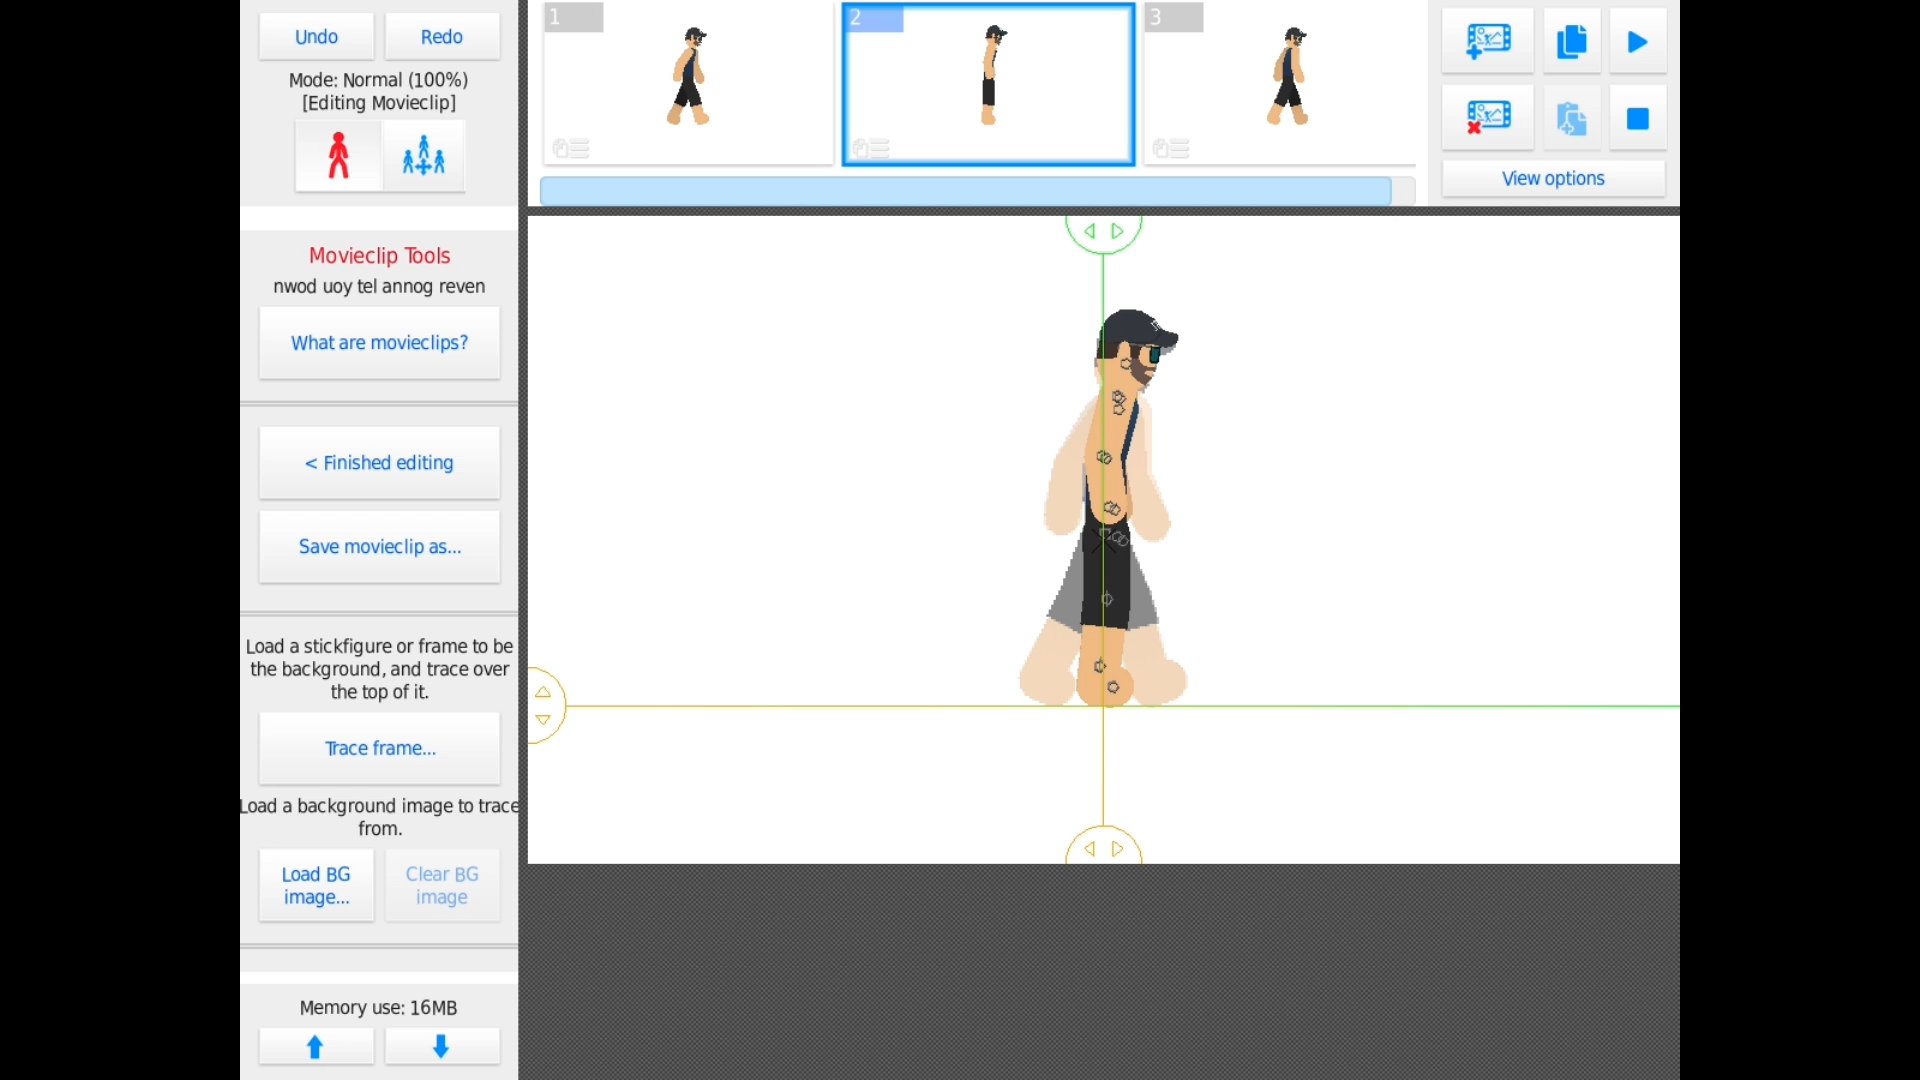 Undo
Redo
Mode: Normal (100%)
[Editing Movieclip]
1
2
3
View options
Movieclip Tools
nwod uoy tel annog reven
What are movieclips?
< Finished editing
Save movieclip as...
Load a stickfigure or frame to be
the background, and trace over
the top of it.
Trace frame...
Load a background image to trace
from.
Load BG
image...
Clear BG
image
Memory use: 16MB